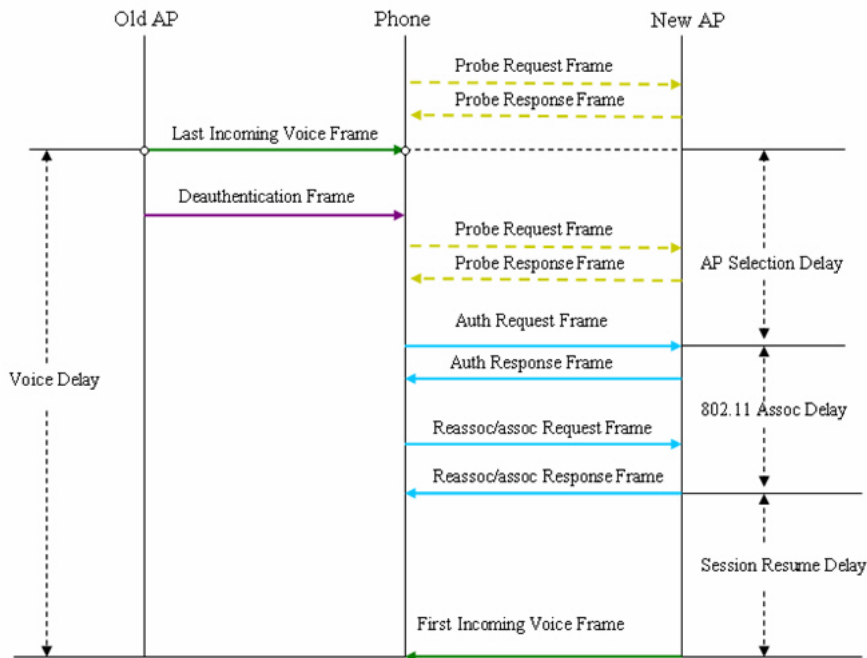 Old AP
Phone
New AP
Probe Request Frame
Probe Response Frame
Last Incoming Voice Frame
Deauthentication Frame
Probe Request Frame
Probe Response Frame
AP Selection Delay
Auth Request Frame
Auth Response Frame
Voice Delay
802.11 Assoc Delay
Reassoc/assoc Request Frame
Reassoc/assoc Response Frame
Session Resume Delay
First Incoming Voice Frame